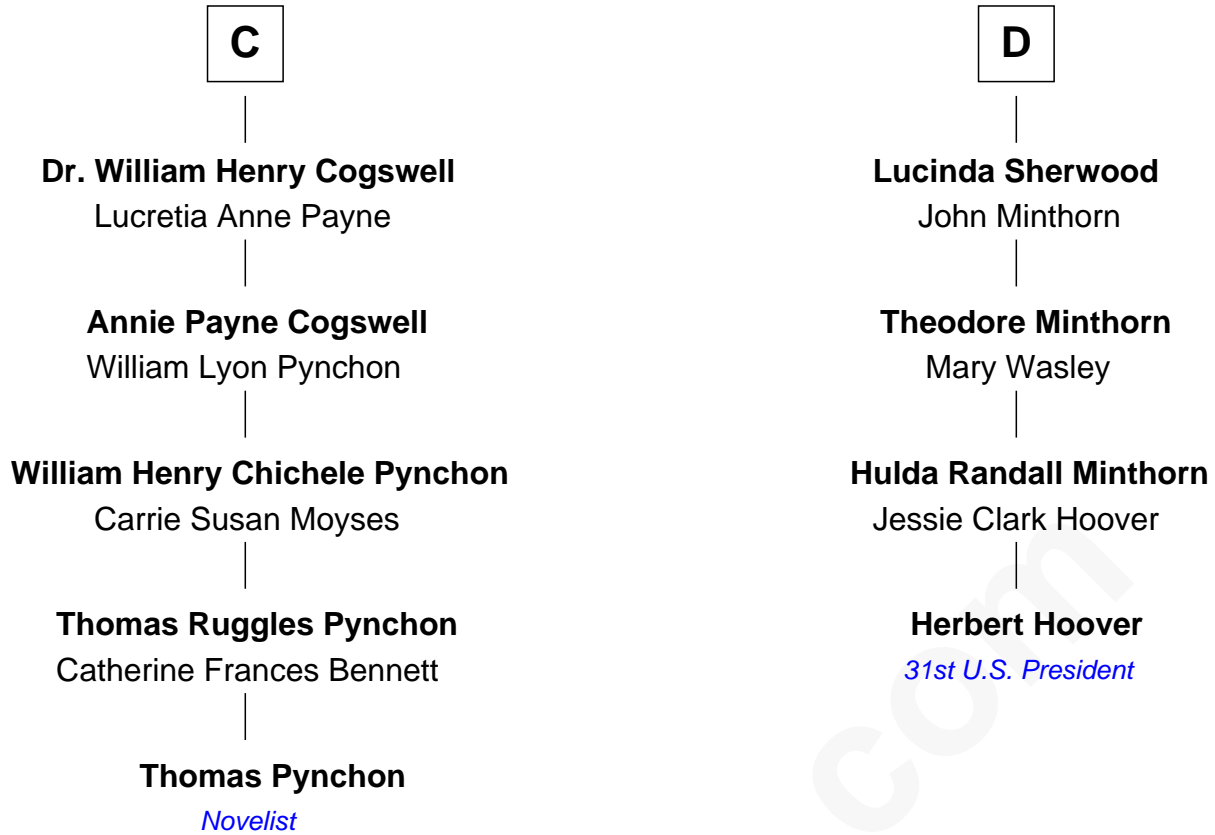 C
Dr. William Henry Cogswell
Lucretia Anne Payne
Annie Payne Cogswell
William Lyon Pynchon
William Henry Chichele Pynchon
Carrie Susan Moyses
Thomas Ruggles Pynchon
Catherine Frances Bennett
Thomas Pynchon
Novelist
D
Lucinda Sherwood
John Minthorn
Theodore Minthorn
Mary Wasley
Hulda Randall Minthorn
Jessie Clark Hoover
Herbert Hoover
31st U.S. President
com